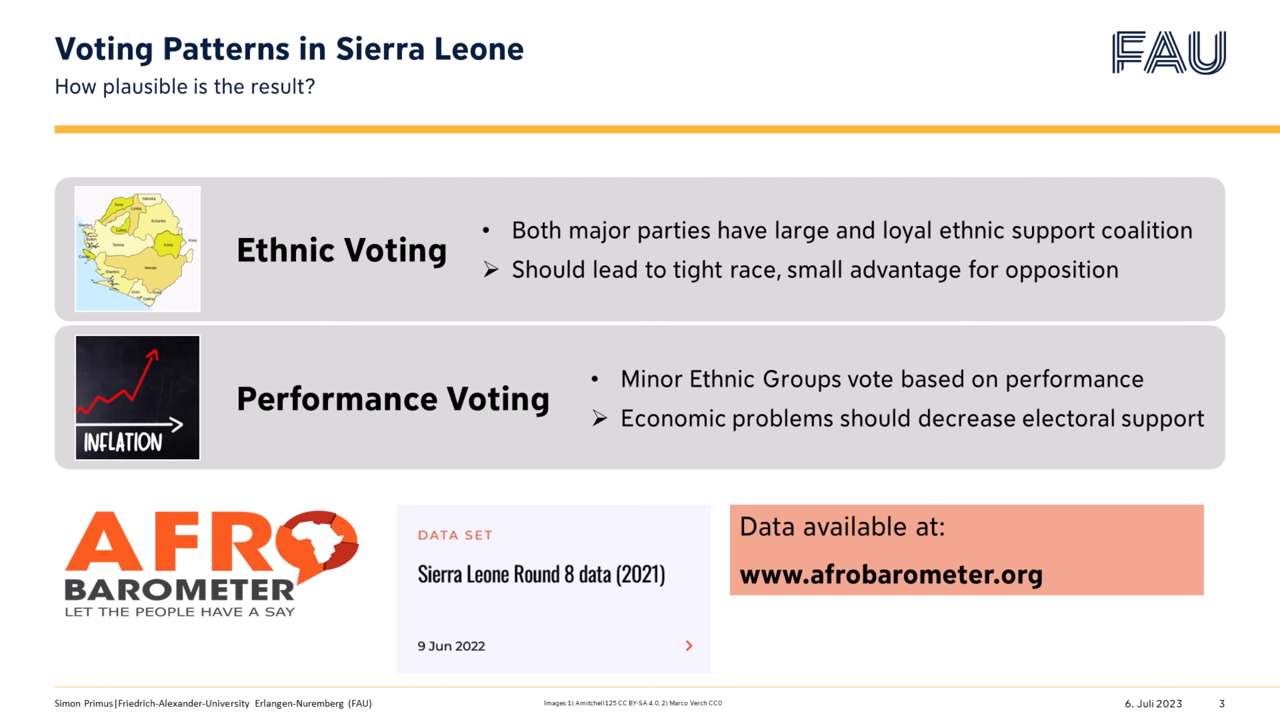 Voting Patterns in Sierra Leone
How plausible is the result?
FAU
Ethnic Voting
• Both major parties have large and loyal ethnic support coalition
➢ Should lead to tight race, small advantage for opposition
INFLATION
Performance Voting
• Minor Ethnic Groups vote based on performance
➢ Economic problems should decrease electoral support
AFRO
BAROMETER
LET THE PEOPLE HAVE A SAY
DATA SET
Sierra Leone Round 8 data (2021)
9 Jun 2022
Data available at:
www.afrobarometer.org
Simon Primus|Friedrich-Alexander-University Erlangen-Nuremberg (FAU)
Images:1) Amitchell125 CC BY-SA 4.0, 2) Marco Verch CC0
6. Juli 2023
3